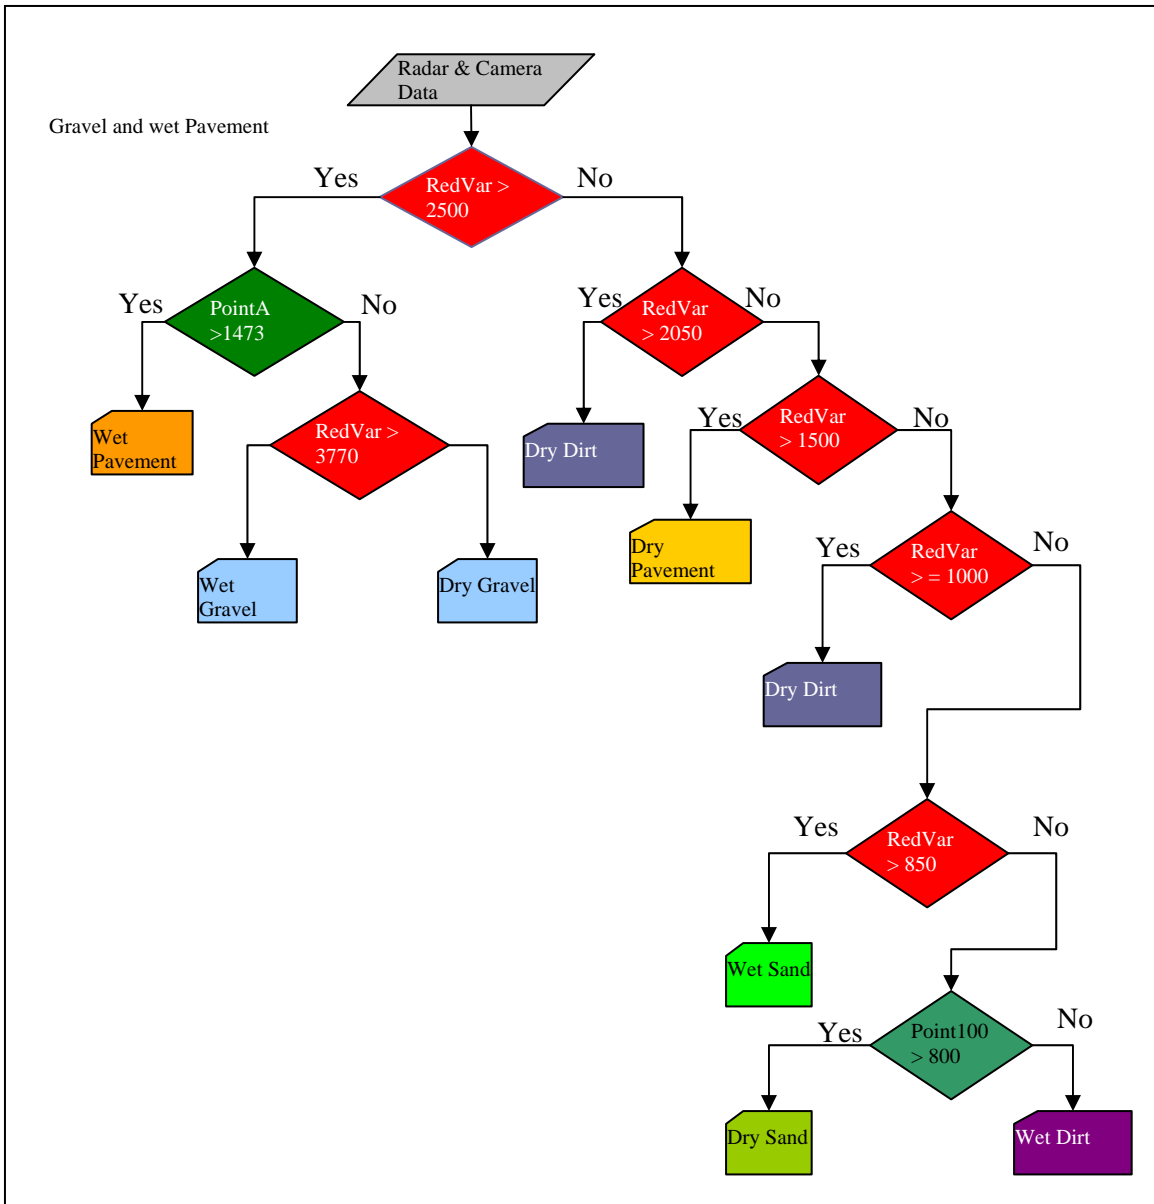 Radar & Camera
Data
Gravel and wet Pavement
Yes
RedVar >
2500
No
Yes
PointA
>1473
No
Yes
RedVar
> 2050
No
Wet
Pavement
RedVar >
3770
Dry Dirt
Yes
RedVar
> 1500
No
Wet
Gravel
Dry Gravel
Dry
Pavement
Yes
RedVar
> = 1000
No
Dry Dirt
Yes
RedVar
> 850
No
Wet Sand
Yes
Point100
> 800
No
Dry Sand
Wet Dirt